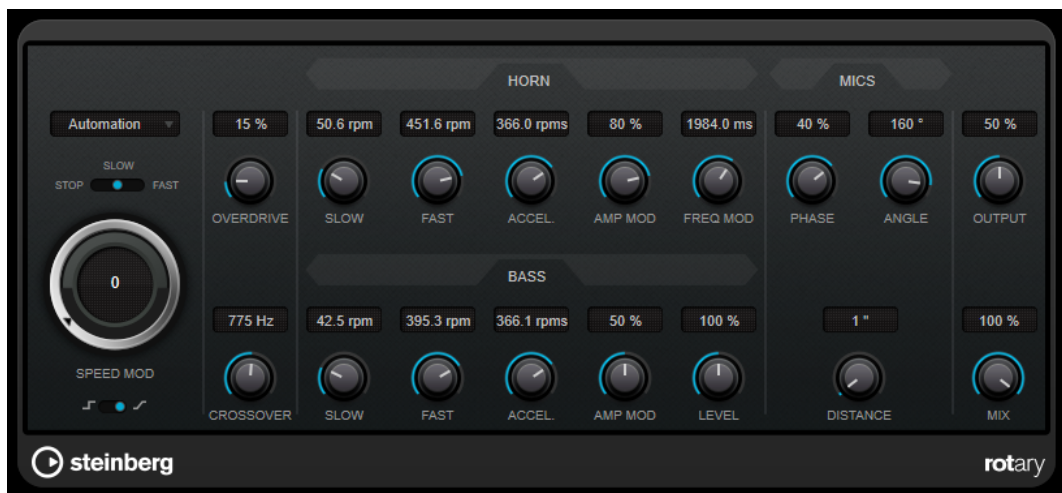 HORN
MICS
Automation
15 %
50.6 rpm
451.6 rpm
366.0 rpms
80 %
1984.0 ms
40 %
160 °
50 %
SLOW
STOP
FAST
OVERDRIVE
SLOW
FAST
ACCEL.
AMP MOD
FREQ MOD
PHASE
ANGLE
OUTPUT
BASS
0
775 Hz
42.5 rpm
395.3 rpm
366.1 rpms
50 %
100 %
1 "
100 %
SPEED MOD
CROSSOVER
SLOW
FAST
ACCEL.
AMP MOD
LEVEL
DISTANCE
MIX
steinberg
rotary